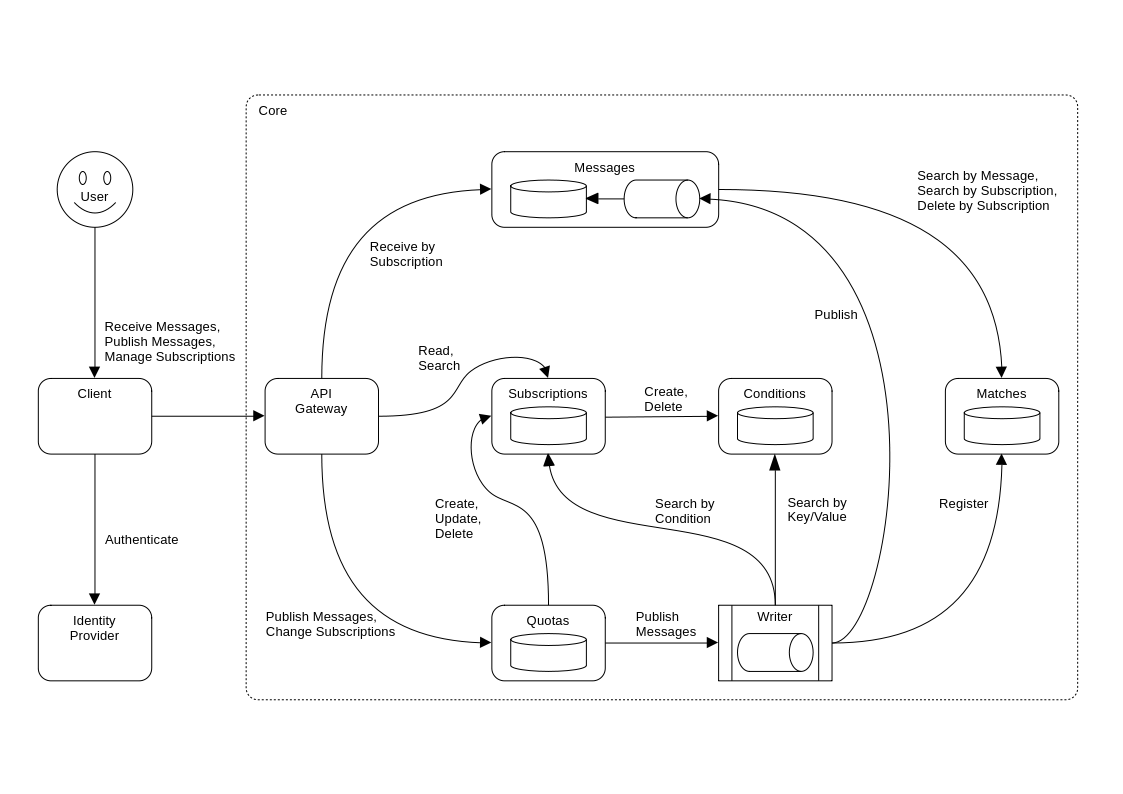 Core
Messages
User
Search by Message,
Search by Subscription,
Delete by Subscription
Receive by
Subscription
Receive Messages,
Publish Messages,
Manage Subscriptions
Publish
Read,
Search
Client
API
Gateway
Subscriptions
Create,
Delete
Conditions
Matches
Create,
Update,
Delete
Search by
Condition
Search by
Key/Value
Register
Authenticate
Identity
Provider
Publish Messages,
Change Subscriptions
Quotas
Publish
Messages
Writer